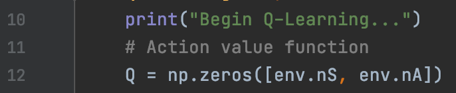 10 print("Begin Q-Learning...")
11 # Action value function
12 Q = np.zeros([env.nS, env.nA])